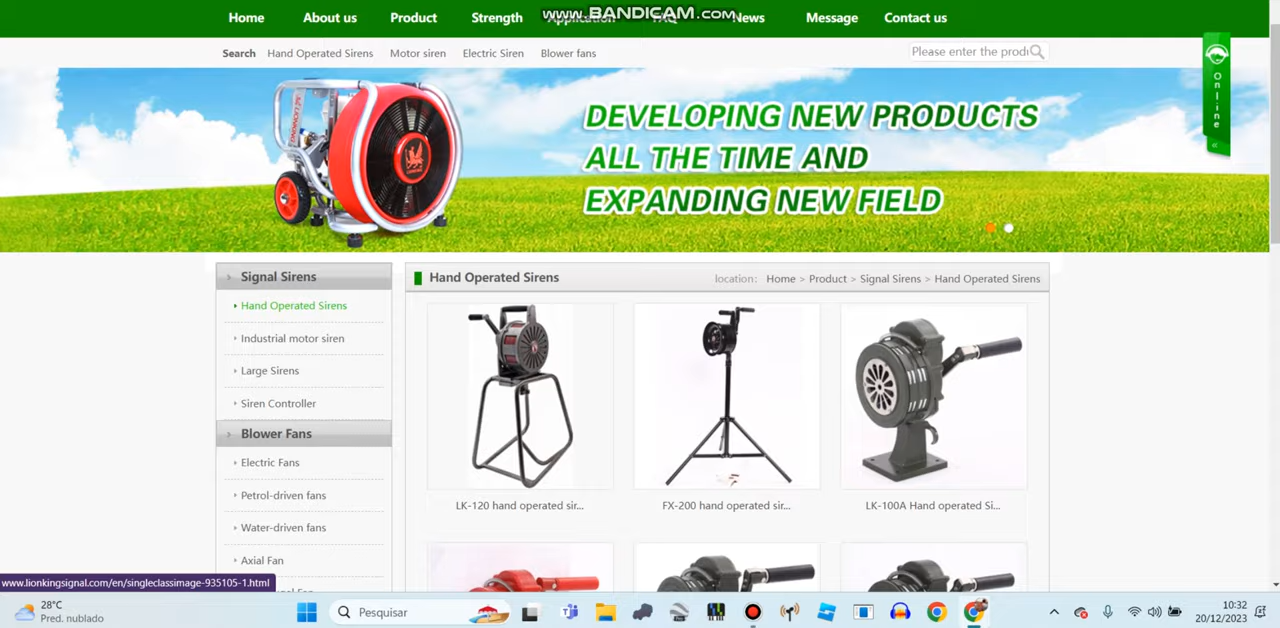 www.BANDICAM.com
Home About us Product Strength Application FAQ News Message Contact us
Search Hand Operated Sirens Motor siren Electric Siren Blower fans
Please enter the prod
Online
«
DEVELOPING NEW PRODUCTS
ALL THE TIME AND
EXPANDING NEW FIELD
Signal Sirens
Hand Operated Sirens
Industrial motor siren
Large Sirens
Siren Controller
Blower Fans
Electric Fans
Petrol-driven fans
Water-driven fans
Axial Fan
Hand Operated Sirens
location: Home > Product > Signal Sirens > Hand Operated Sirens
LK-120 hand operated sir...
FX-200 hand operated sir...
LK-100A Hand operated Si...
www.lionkingsignal.com/en/singleclassimage-935105-1.html
28°C
Pred. nublado
Pesquisar
10:32
20/12/2023